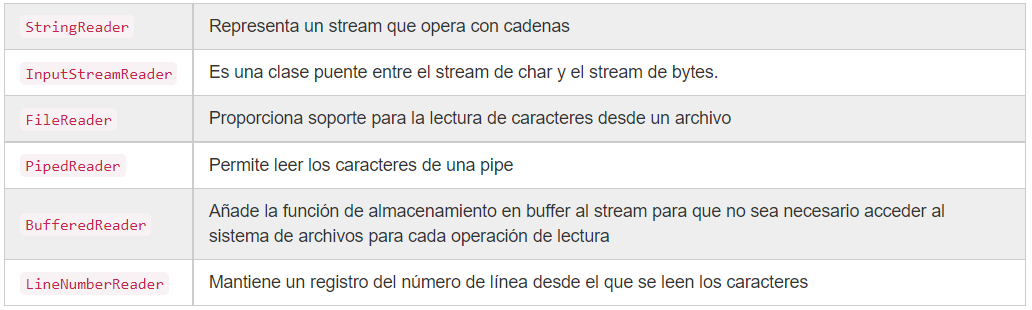 StringReader Representa un stream que opera con cadenas
InputStreamReader Es una clase puente entre el stream de char y el stream de bytes.
FileReader Proporciona soporte para la lectura de caracteres desde un archivo
PipedReader Permite leer los caracteres de una pipe
BufferedReader Añade la función de almacenamiento en buffer al stream para que no sea necesario acceder al
sistema de archivos para cada operación de lectura
LineNumberReader Mantiene un registro del número de línea desde el que se leen los caracteres